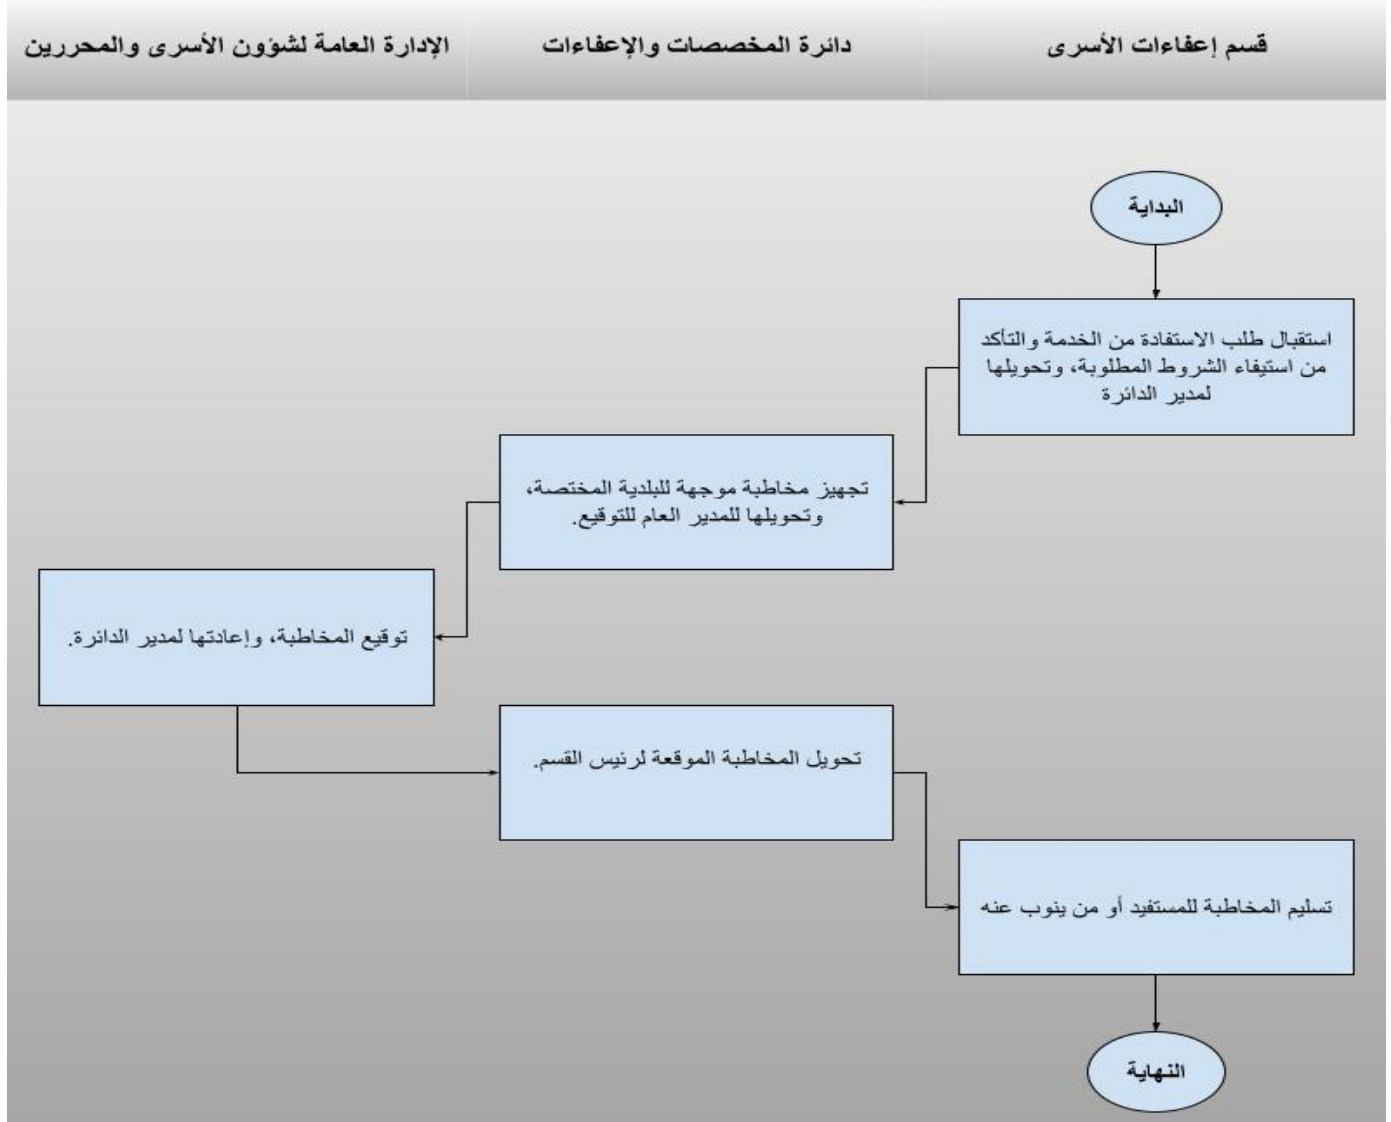 قسم إعفاءات الأسرى
دائرة المخصصات والإعفاءات
الإدارة العامة لشؤون الأسرى والمحررين
البداية
استقبال طلب الاستفادة من الخدمة والتأكد
من استيفاء الشروط المطلوبة، وتحويلها
لمدير الدائرة
تجهيز مخاطبة موجهة للبلدية المختصة،
وتحويلها للمدير العام للتوقيع.
توقيع المخاطبة، وإعادتها لمدير الدائرة.
تحويل المخاطبة الموقعة لرئيس القسم.
تسليم المخاطبة للمستفيد أو من ينوب عنه
النهاية